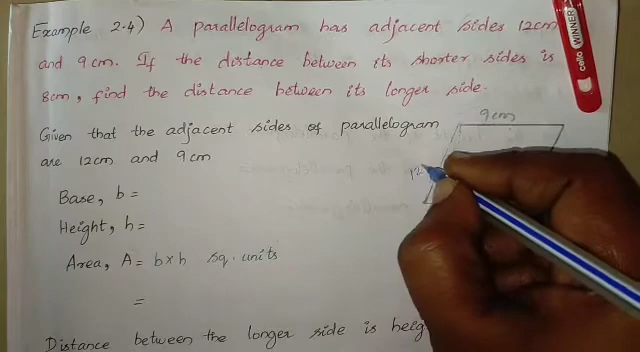 Example 2.4) A parallelogram has adjacent sides 12cm
and 9cm. If the distance between its shorter sides is
8cm, find the distance between its longer side.
cello WINNER
9cm
Given that the adjacent sides of parallelogram
are 12cm and 9cm
12
Base, b =
Height, h =
Area, A = b x h sq. units
=
Distance between the longer side is